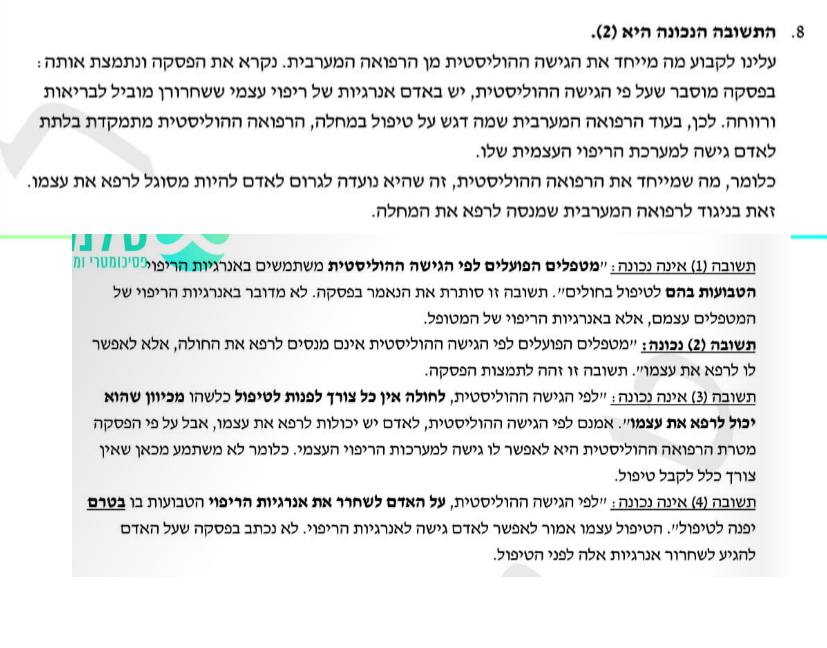 8. התשובה הנכונה היא (2).
עלינו לקבוע מה מייחד את הגישה ההוליסטית מן הרפואה המערבית. נקרא את הפסקה ונתמצת אותה:
בפסקה מוסבר שעל פי הגישה ההוליסטית, יש באדם אנרגיות של ריפוי עצמי ששחרורן מוביל לבריאות
ורווחה. לכן, בעוד הרפואה המערבית שמה דגש על טיפול במחלה, הרפואה ההוליסטית מתמקדת בלתת
לאדם גישה למערכת הריפוי העצמית שלו.
כלומר, מה שמייחד את הרפואה ההוליסטית, זה שהיא נועדה לגרום לאדם להיות מסוגל לרפא את עצמו.
זאת בניגוד לרפואה המערבית שמנסה לרפא את המחלה.
פסיכומטרי
תשובה (1) אינה נכונה: "מטפלים הפועלים לפי הגישה ההוליסטית משתמשים באנרגיות הריפוי
הטבועות בהם לטיפול בחולים". תשובה זו סותרת את הנאמר בפסקה. לא מדובר באנרגיות הריפוי של
המטפלים עצמם, אלא באנרגיות הריפוי של המטופל.
תשובה (2) נכונה: "מטפלים הפועלים לפי הגישה ההוליסטית אינם מנסים לרפא את החולה, אלא לאפשר
לו לרפא את עצמו". תשובה זו זהה לתמצות הפסקה.
תשובה (3) אינה נכונה: "לפי הגישה ההוליסטית, לחולה אין כל צורך לפנות לטיפול כלשהו מכיוון שהוא
יכול לרפא את עצמו". אמנם לפי הגישה ההוליסטית, לאדם יש יכולות לרפא את עצמו, אבל על פי הפסקה
מטרת הרפואה ההוליסטית היא לאפשר לו גישה למערכות הריפוי העצמי. כלומר לא משתמע מכאן שאין
צורך כלל לקבל טיפול.
תשובה (4) אינה נכונה: "לפי הגישה ההוליסטית, על האדם לשחרר את אנרגיות הריפוי הטבועות בו בטרם
יפנה לטיפול". הטיפול עצמו אמור לאפשר לאדם גישה לאנרגיות הריפוי. לא נכתב בפסקה שעל האדם
להגיע לשחרור אנרגיות אלה לפני הטיפול.